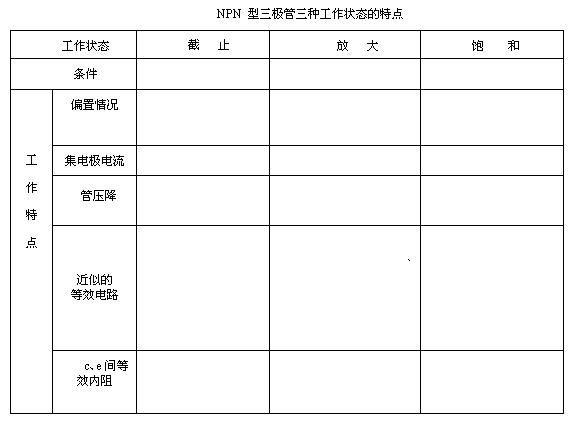 NPN 型三极管三种工作状态的特点
工作状态 截 止 放 大 饱 和
条件
工作特点
偏置情况
集电极电流
管压降
近似的
等效电路
、
c、e 间等
效内阻